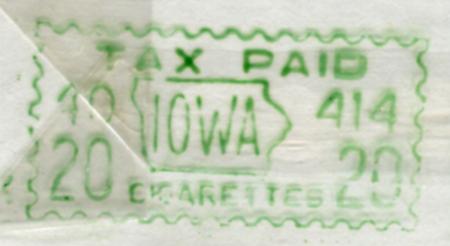 TAX PAID
IOWA 414
20 CIGARETTES 20